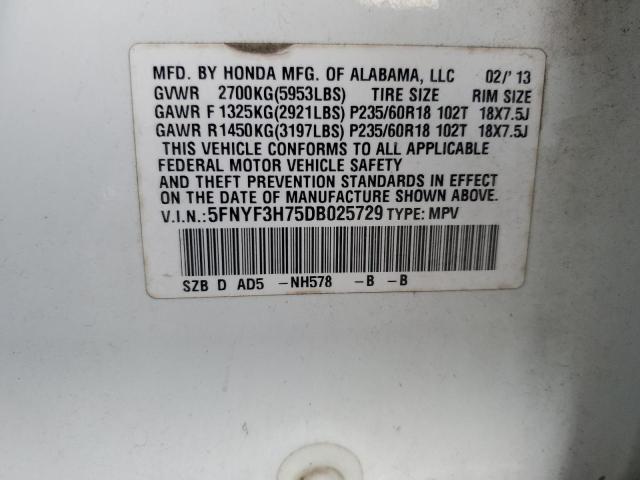 MFD. BY HONDA MFG. OF ALABAMA, LLC 02/' 13
GVWR 2700KG(5953LBS) TIRE SIZE RIM SIZE
GAWR F 1325KG(2921LBS) P235/60R18 102T 18X7.5J
GAWR R 1450KG(3197LBS) P235/60R18 102T 18X7.5J
THIS VEHICLE CONFORMS TO ALL APPLICABLE
FEDERAL MOTOR VEHICLE SAFETY
AND THEFT PREVENTION STANDARDS IN EFFECT
ON THE DATE OF MANUFACTURE SHOWN ABOVE.
V.I.N.: 5FNYF3H75DB025729 TYPE: MPV
SZB D AD5 -NH578 -B -B